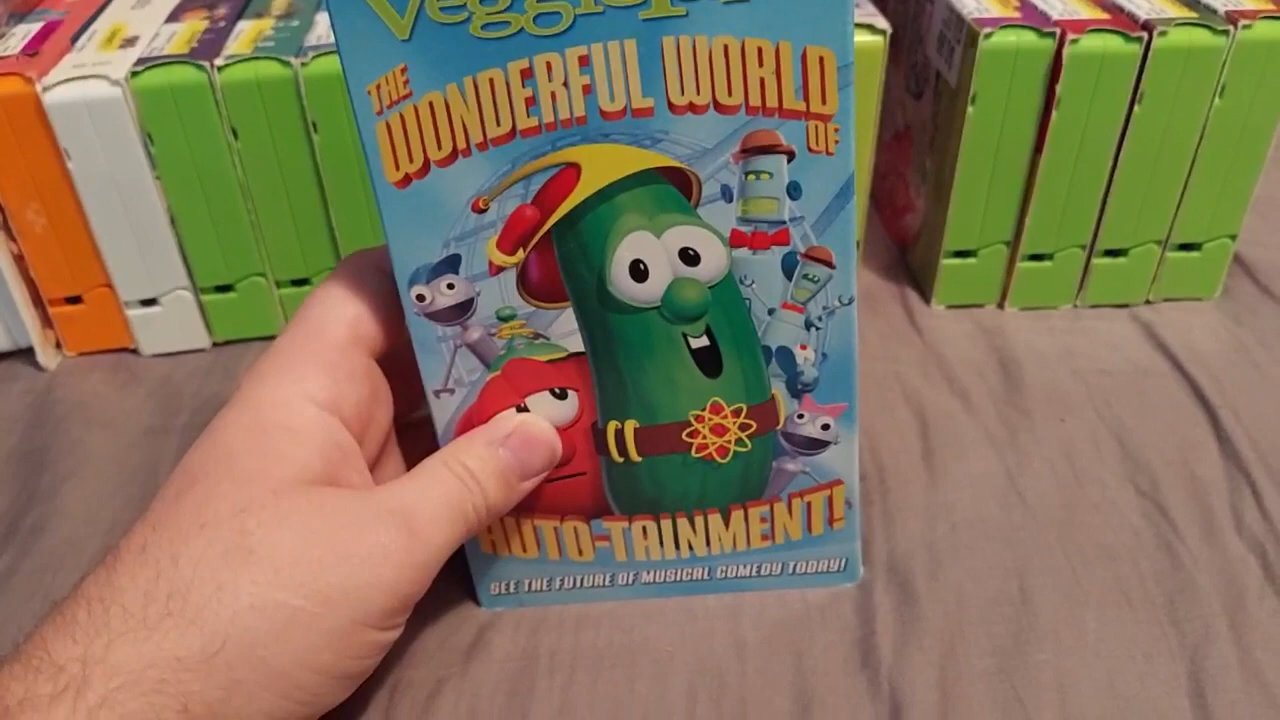 THE
WONDERFUL WORLD
OF
AUTO-TAINMENT!
SEE THE FUTURE OF MUSICAL COMEDY TODAY!